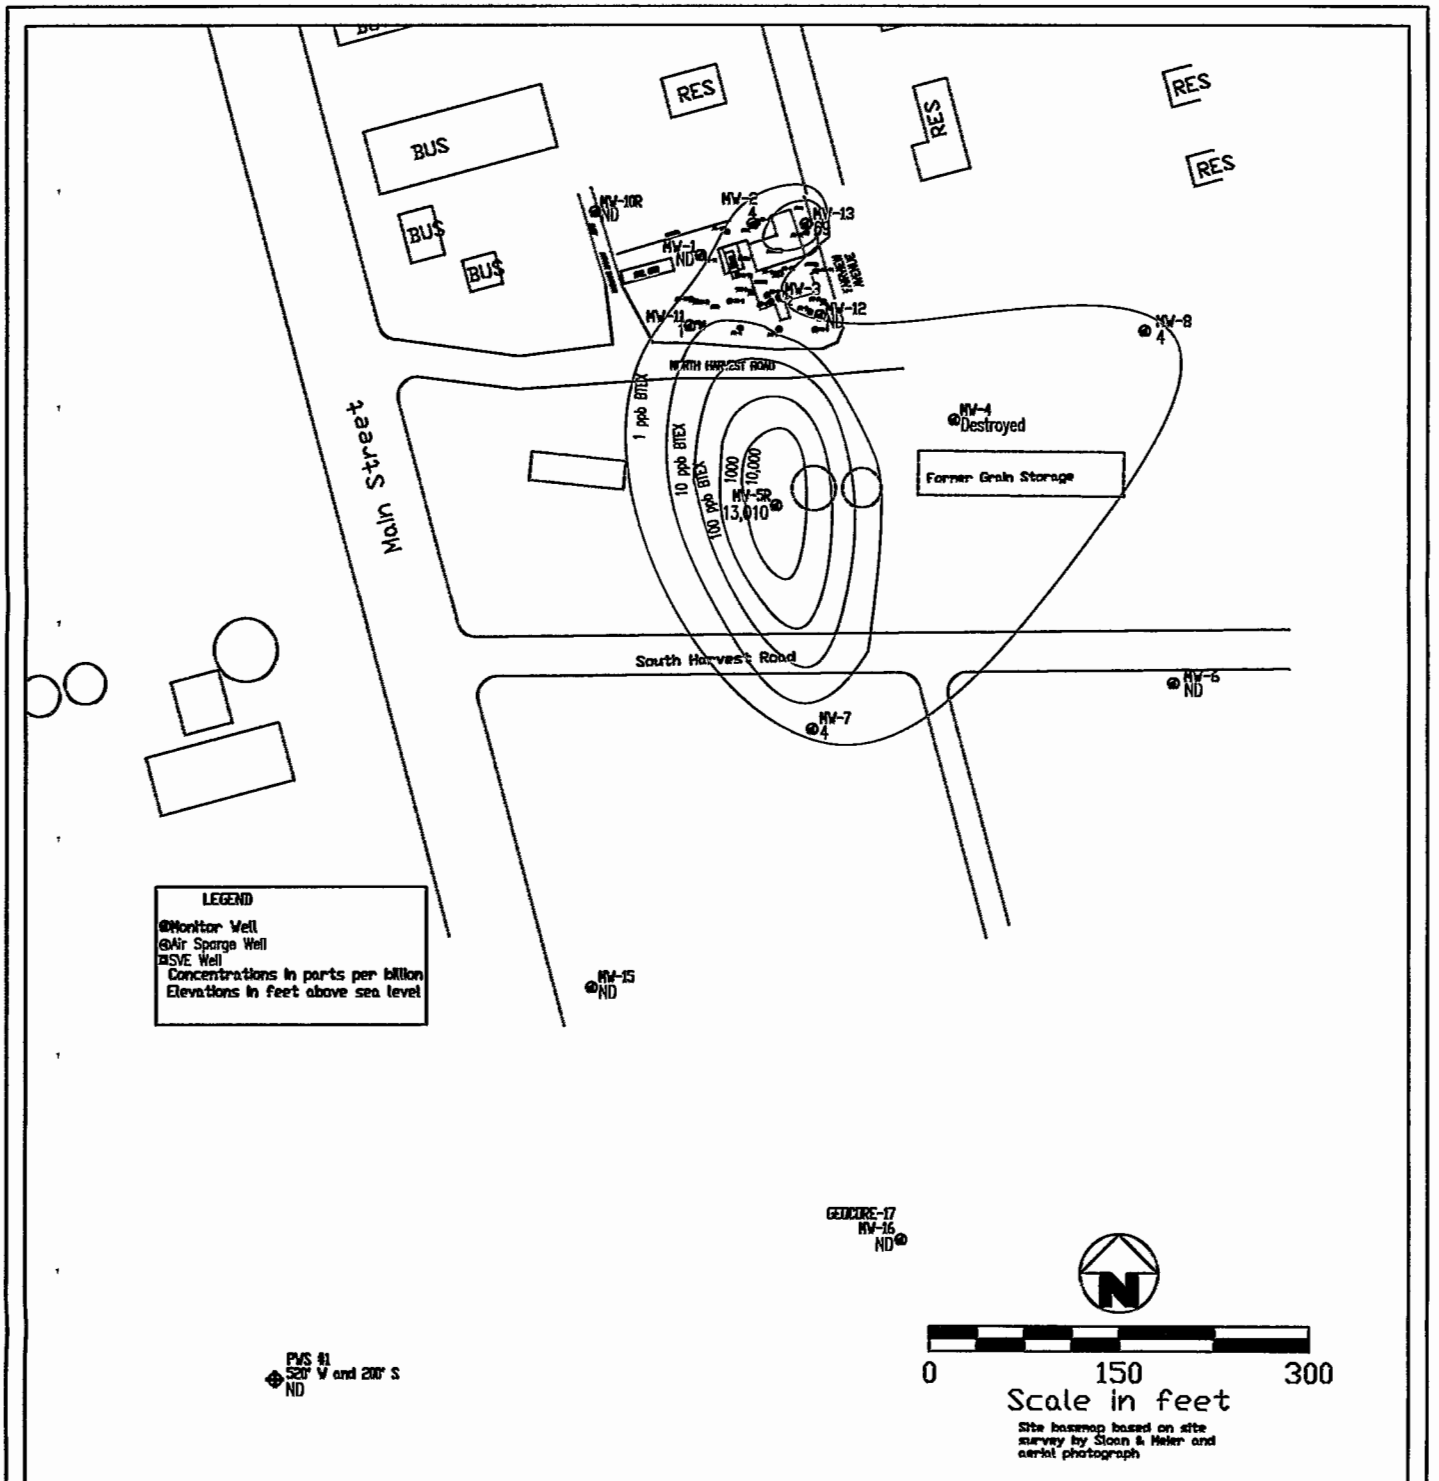 BUS
RES
RES
RES
BUS
RES
MW-10R
ND
MW-2
4
MW-13
69
BUS
MW-1
ND
BUS
MW-3
MW-12
ND
MW-11
1
MW-8
4
NORTH HARVEST ROAD
1 ppb BTEX
10 ppb BTEX
100 ppb BTEX
1000
10,000
Main Street
MW-4
Destroyed
Former Grain Storage
MW-5R
13,010
South Harvest Road
MW-6
ND
MW-7
4
LEGEND
Monitor Well
Air Sparge Well
SVE Well
Concentrations in parts per billion
Elevations in feet above sea level
MW-15
ND
GEOCORE-17
MW-16
ND
N
PWS #1
520' W and 200' S
ND
0 150 300
Scale in feet
Site basemap based on site
survey by Sloan & Meier and
aerial photograph